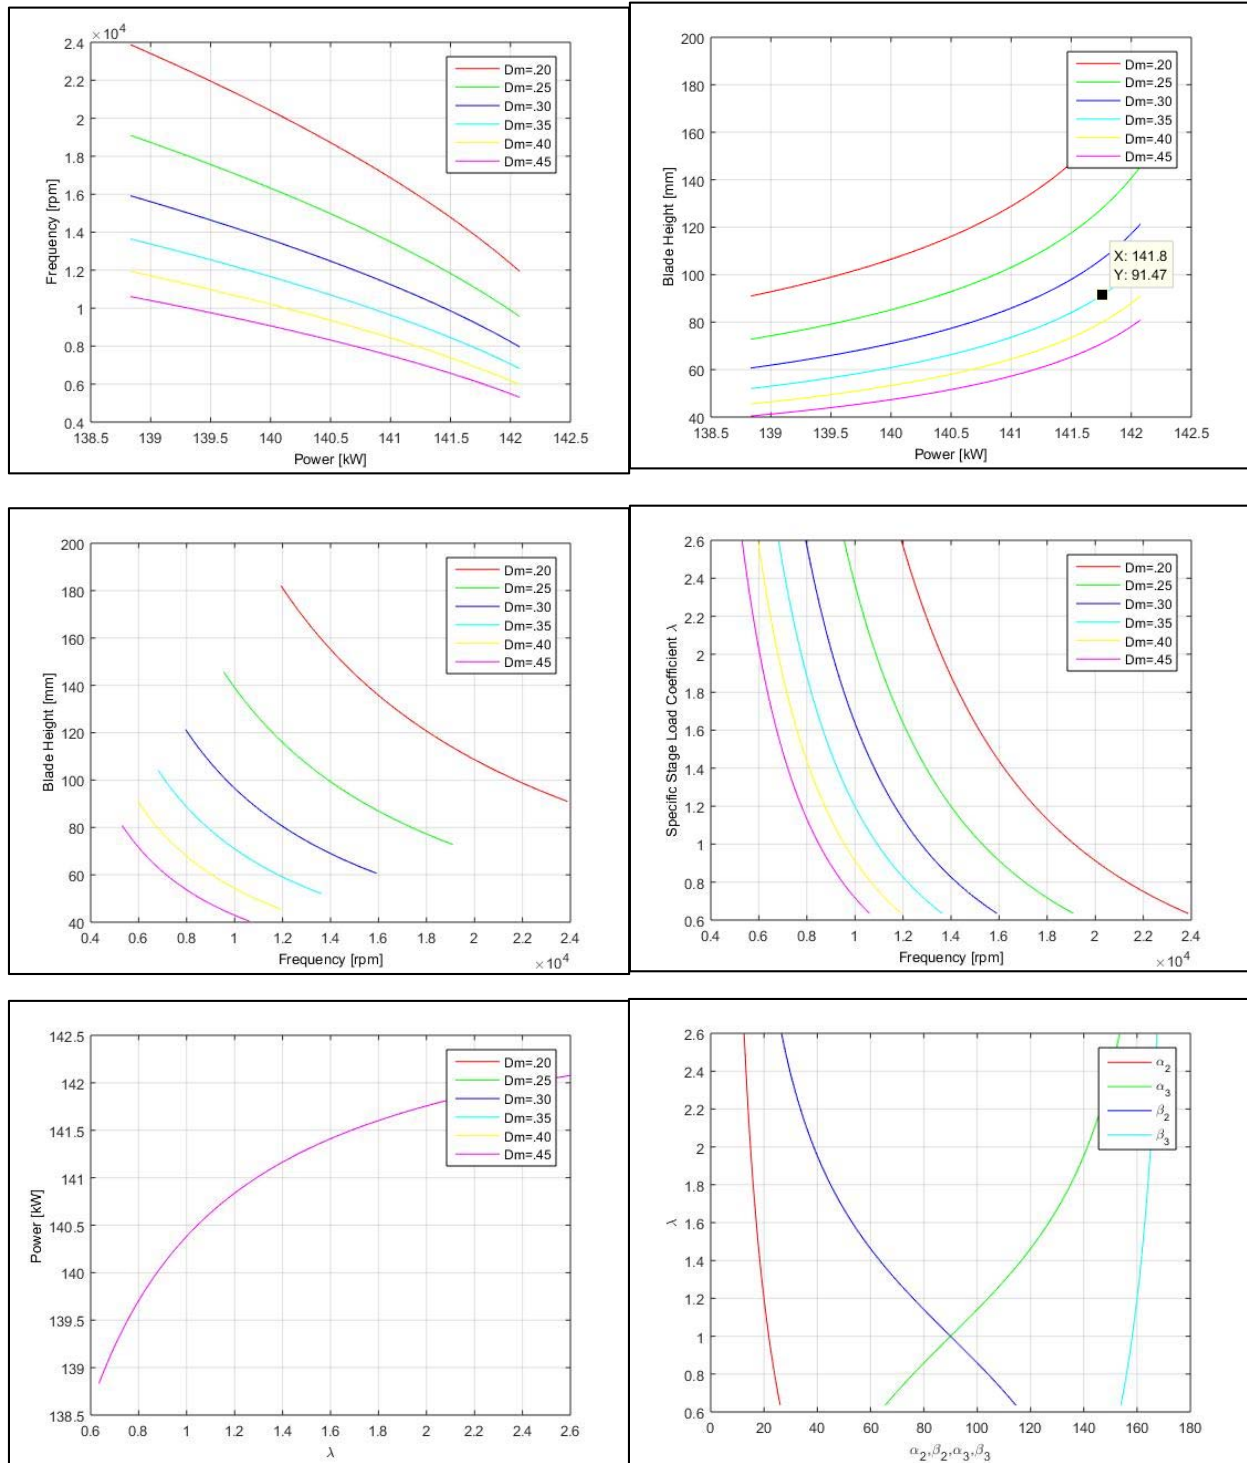 ×10⁴
2.4
2.2
2
1.8
1.6
1.4
1.2
1
0.8
0.6
0.4
Frequency [rpm]
138.5 139 139.5 140 140.5 141 141.5 142 142.5
Power [kW]
Dm=.20
Dm=.25
Dm=.30
Dm=.35
Dm=.40
Dm=.45
200
180
160
140
120
100
80
60
40
Blade Height [mm]
138.5 139 139.5 140 140.5 141 141.5 142 142.5
Power [kW]
Dm=.20
Dm=.25
Dm=.30
Dm=.35
Dm=.40
Dm=.45
X: 141.8
Y: 91.47
200
180
160
140
120
100
80
60
40
Blade Height [mm]
0.4 0.6 0.8 1 1.2 1.4 1.6 1.8 2 2.2 2.4
Frequency [rpm]
×10⁴
Dm=.20
Dm=.25
Dm=.30
Dm=.35
Dm=.40
Dm=.45
2.6
2.4
2.2
2
1.8
1.6
1.4
1.2
1
0.8
0.6
Specific Stage Load Coefficient λ
0.4 0.6 0.8 1 1.2 1.4 1.6 1.8 2 2.2 2.4
Frequency [rpm]
×10⁴
Dm=.20
Dm=.25
Dm=.30
Dm=.35
Dm=.40
Dm=.45
142.5
142
141.5
141
140.5
140
139.5
139
138.5
Power [kW]
0.6 0.8 1 1.2 1.4 1.6 1.8 2 2.2 2.4 2.6
λ
Dm=.20
Dm=.25
Dm=.30
Dm=.35
Dm=.40
Dm=.45
2.6
2.4
2.2
2
1.8
1.6
1.4
1.2
1
0.8
0.6
λ
0 20 40 60 80 100 120 140 160 180
α₂,β₂,α₃,β₃
α₂
α₃
β₂
β₃